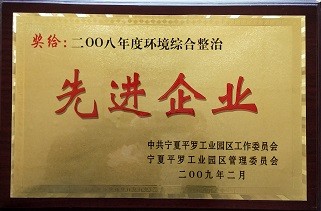 奖给：二OO八年度环境综合整治
先进企业
中共宁夏平罗工业园区工作委员会
宁夏平罗工业园区管理委员会
二OO九年二月